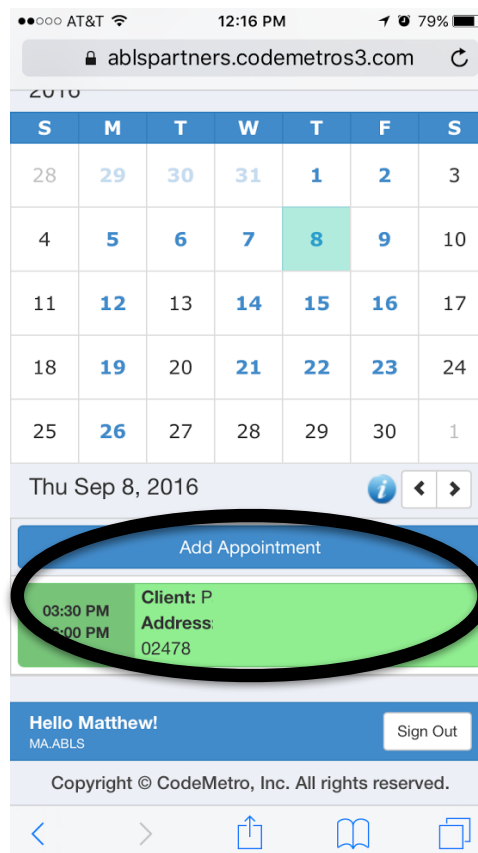 AT&T 12:16 PM 79%
ablspartners.codemetros3.com
2016
S M T W T F S
28 29 30 31 1 2 3
4 5 6 7 8 9 10
11 12 13 14 15 16 17
18 19 20 21 22 23 24
25 26 27 28 29 30 1
Thu Sep 8, 2016 i
Add Appointment
Client: P
03:30 PM
Address:
6:00 PM
02478
Hello Matthew!
MA.ABLS
Sign Out
Copyright © CodeMetro, Inc. All rights reserved.